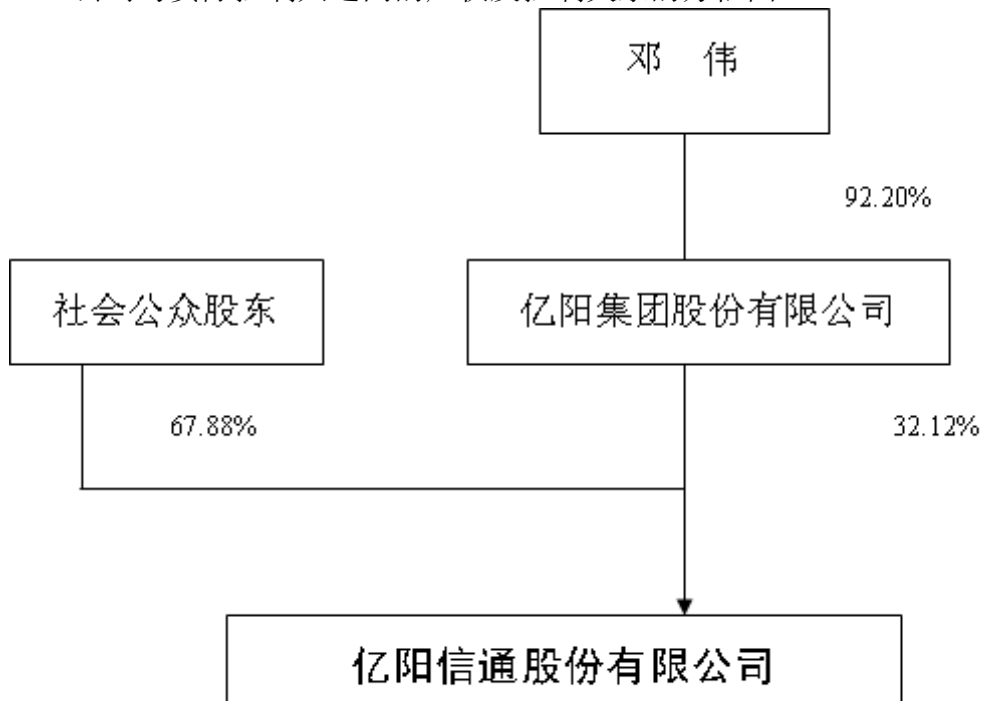 邓 伟
92.20%
社会公众股东
亿阳集团股份有限公司
67.88%
32.12%
亿阳信通股份有限公司